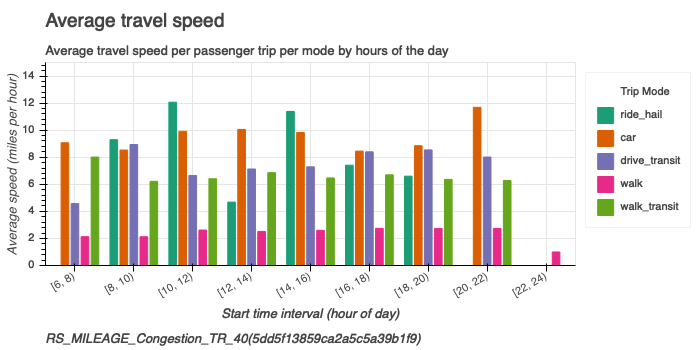 Average travel speed
Average travel speed per passenger trip per mode by hours of the day
Average speed (miles per hour)
14
12
10
8
6
4
2
0
[6, 8)
[8, 10)
[10, 12)
[12, 14)
[14, 16)
[16, 18)
[18, 20)
[20, 22)
[22, 24)
Start time interval (hour of day)
Trip Mode
ride_hail
car
drive_transit
walk
walk_transit
RS_MILEAGE_Congestion_TR_40(5dd5f13859ca2a5c5a39b1f9)